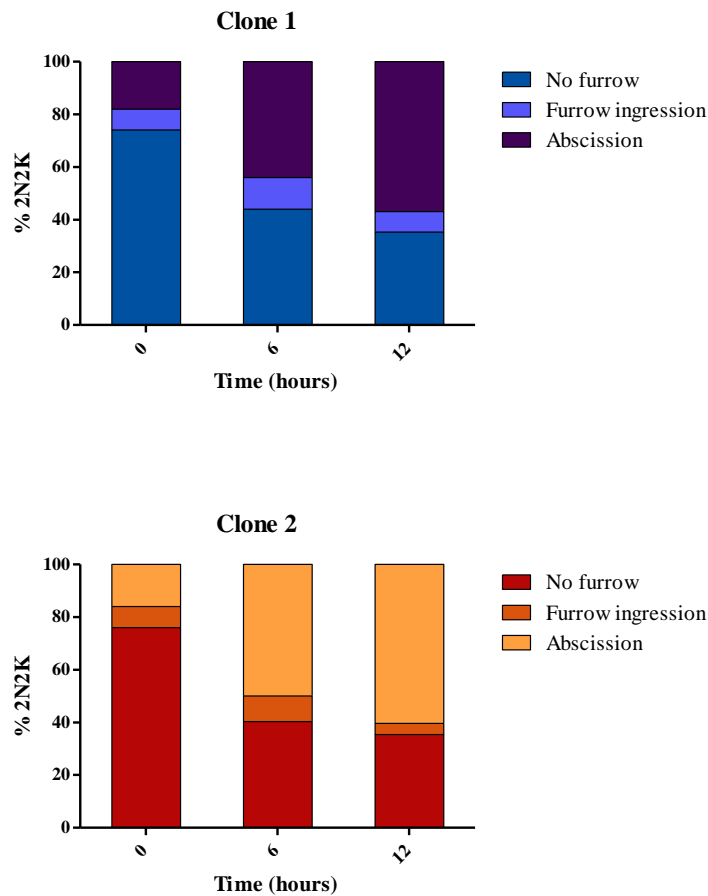 Clone 1
% 2N2K
100
80
60
40
20
0
0
6
12
Time (hours)
No furrow
Furrow ingression
Abscission
Clone 2
% 2N2K
100
80
60
40
20
0
0
6
12
Time (hours)
No furrow
Furrow ingression
Abscission